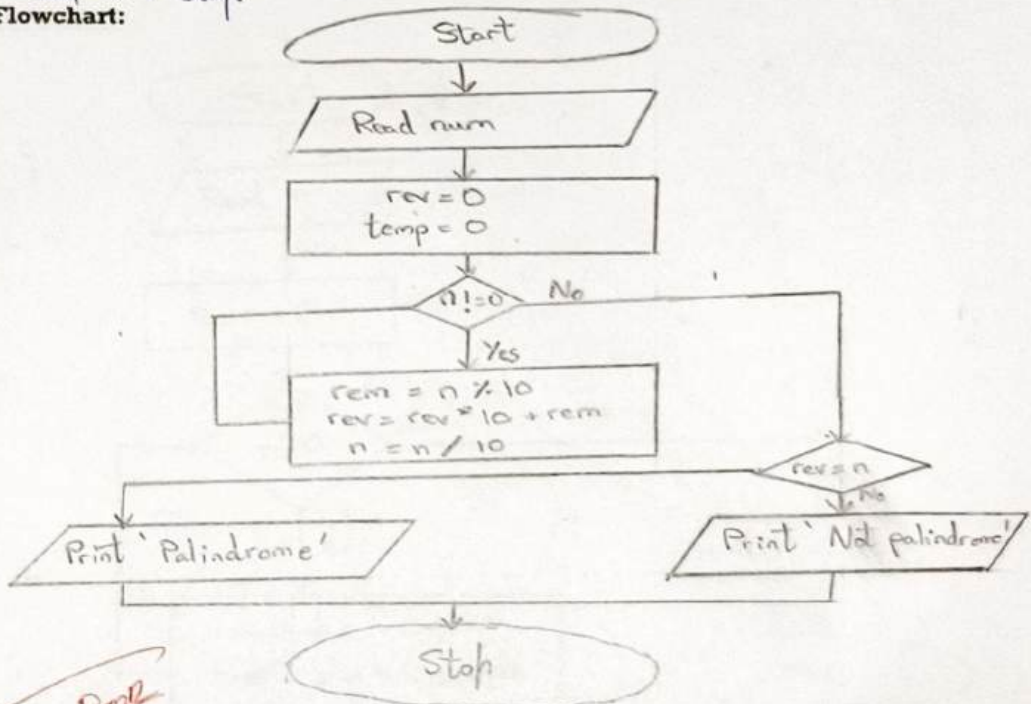 Flowchart:
Start
Read num
rev = 0
temp = 0
n! = 0
No
Yes
rem = n % 10
rev = rev * 10 + rem
n = n / 10
rev = n
No
Print 'Palindrome'
Print 'Not palindrome'
Stop